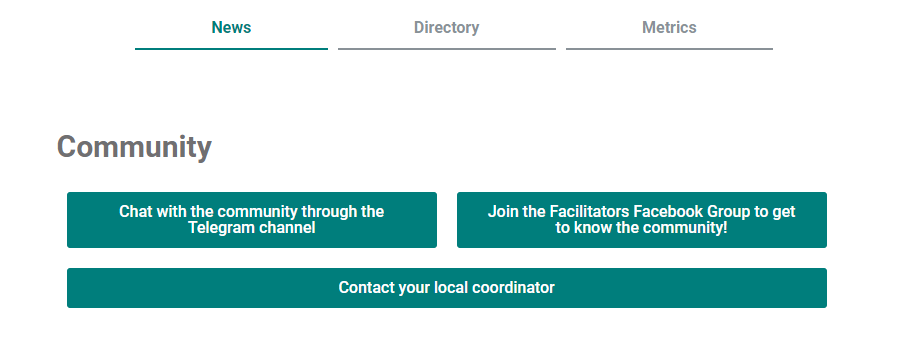 News Directory Metrics
Community
Chat with the community through the
Telegram channel
Join the Facilitators Facebook Group to get
to know the community!
Contact your local coordinator